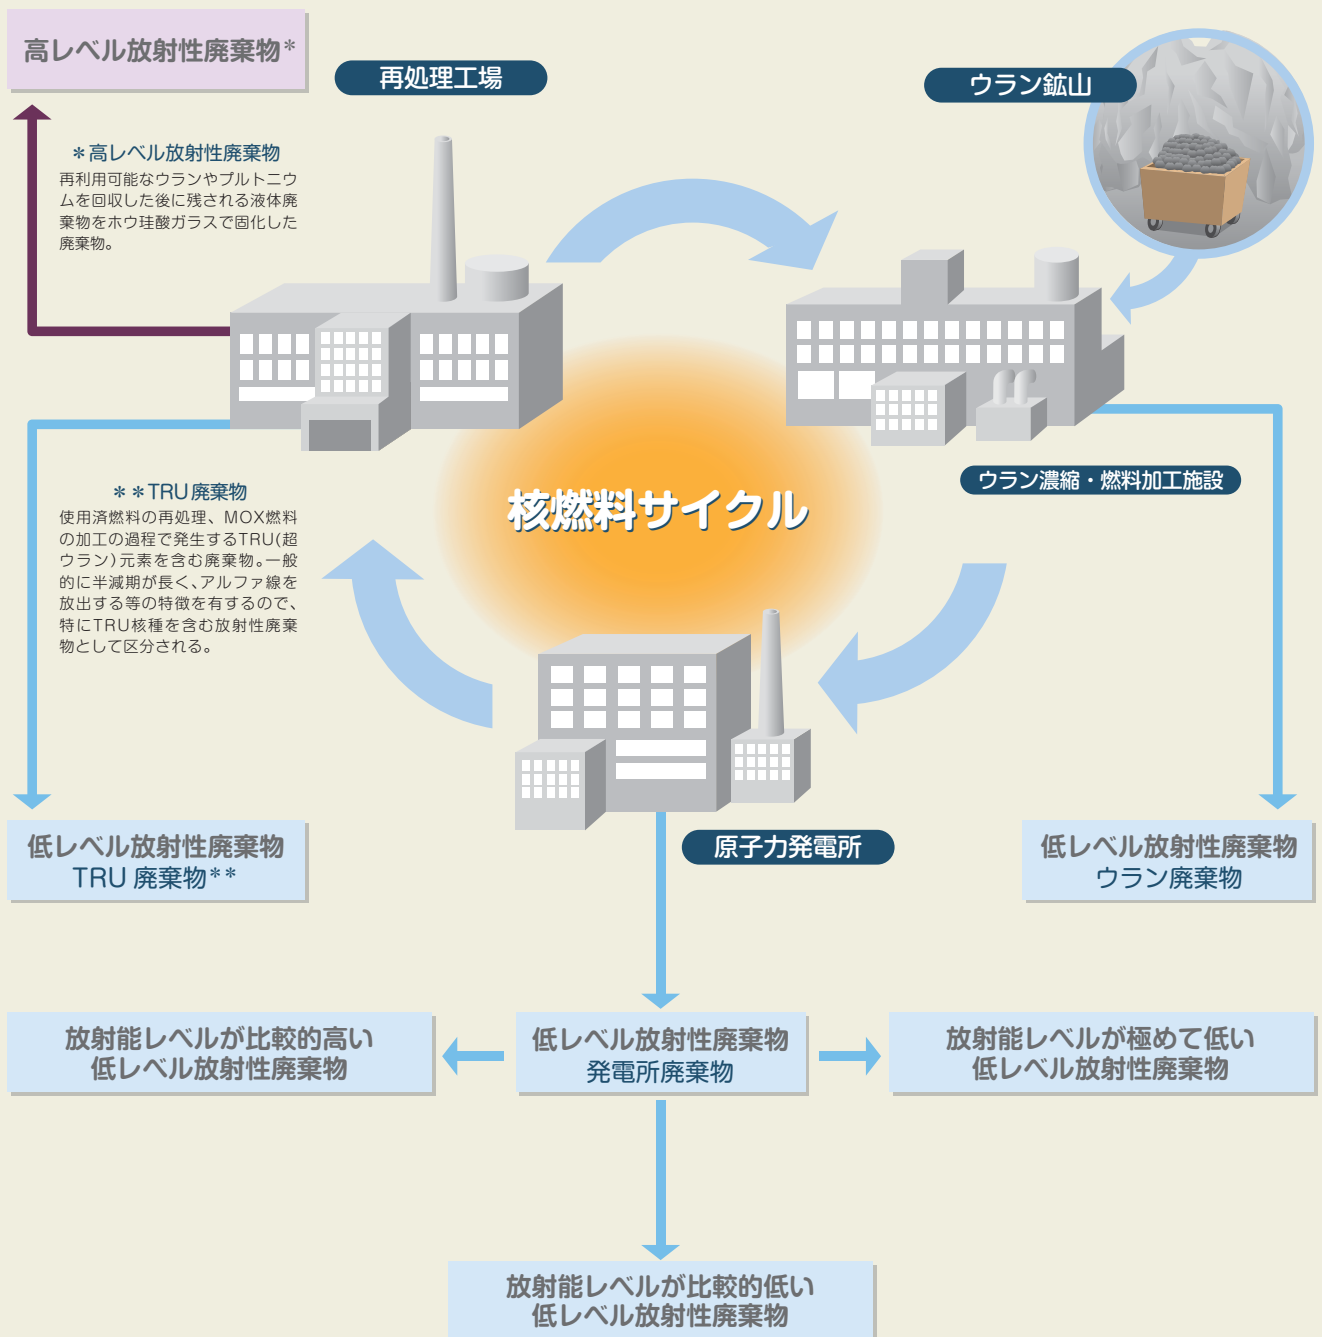 高レベル放射性廃棄物*
再処理工場
ウラン鉱山
*高レベル放射性廃棄物
再利用可能なウランやプルトニウ
ムを回収した後に残される液体廃
棄物をホウ珪酸ガラスで固化した
廃棄物。
核燃料サイクル
ウラン濃縮・燃料加工施設
**TRU廃棄物
使用済燃料の再処理、MOX燃料
の加工の過程で発生するTRU(超
ウラン)元素を含む廃棄物。一般
的に半減期が長く、アルファ線を
放出する等の特徴を有するので、
特にTRU核種を含む放射性廃棄
物として区分される。
原子力発電所
低レベル放射性廃棄物
TRU 廃棄物**
低レベル放射性廃棄物
ウラン廃棄物
放射能レベルが比較的高い
低レベル放射性廃棄物
低レベル放射性廃棄物
発電所廃棄物
放射能レベルが極めて低い
低レベル放射性廃棄物
放射能レベルが比較的低い
低レベル放射性廃棄物